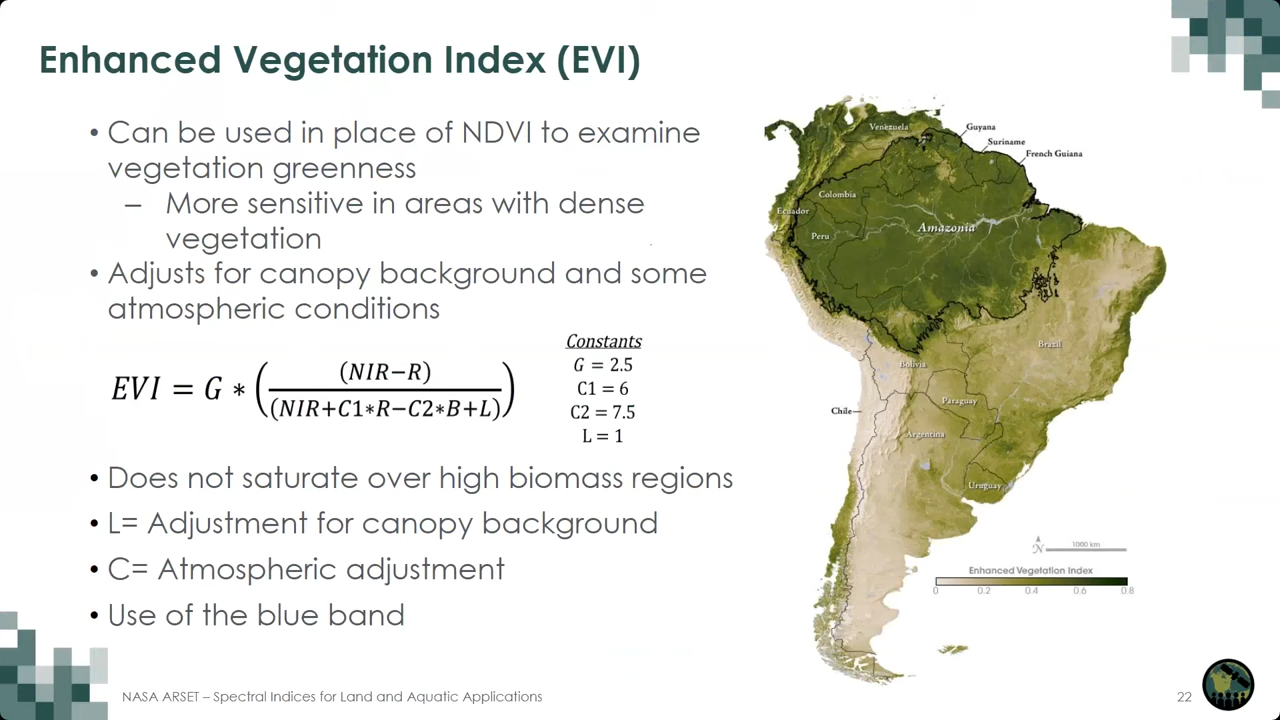 Enhanced Vegetation Index (EVI)
• Can be used in place of NDVI to examine
vegetation greenness
– More sensitive in areas with dense
vegetation
• Adjusts for canopy background and some
atmospheric conditions
EVI = G * ( (NIR−R) / (NIR+C1*R−C2*B+L) )
Constants
G = 2.5
C1 = 6
C2 = 7.5
L = 1
• Does not saturate over high biomass regions
• L= Adjustment for canopy background
• C= Atmospheric adjustment
• Use of the blue band
Venezuela
Guyana
Suriname
French Guiana
Colombia
Ecuador
Peru
Amazonia
Brazil
Bolivia
Paraguay
Chile
Argentina
Uruguay
N
1000 km
Enhanced Vegetation Index
0 0.2 0.4 0.6 0.8
NASA ARSET – Spectral Indices for Land and Aquatic Applications
22